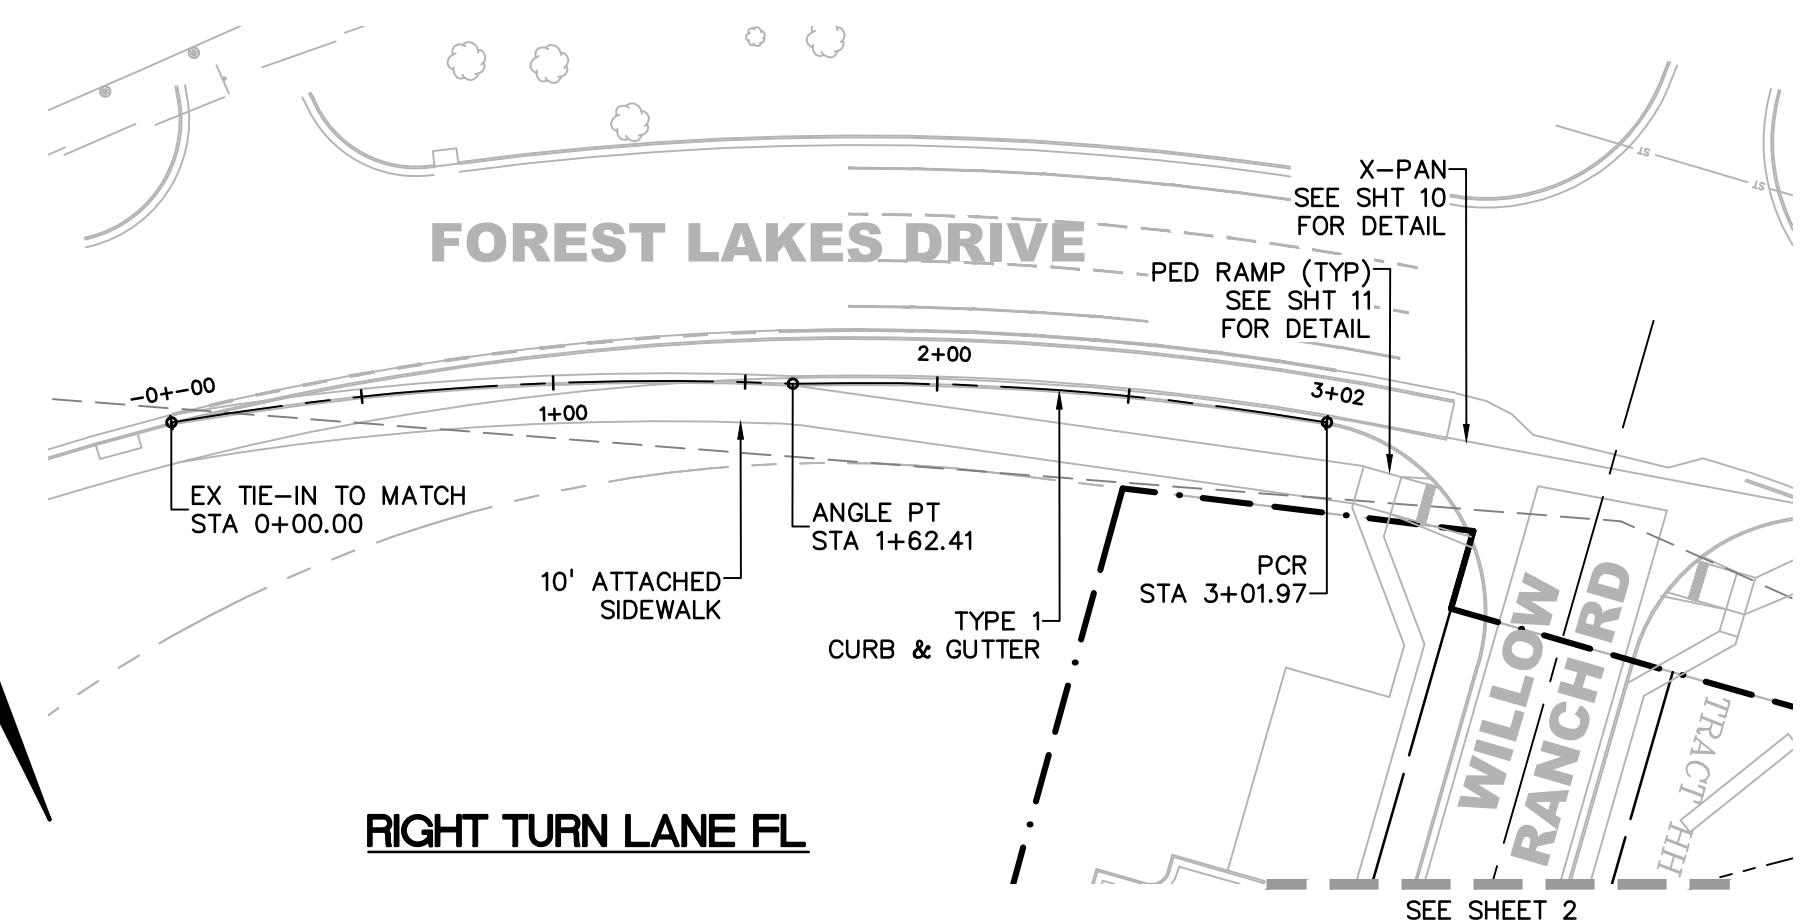 X-PAN
SEE SHT 10
FOR DETAIL
ST
ST
FOREST LAKES DRIVE
PED RAMP (TYP)
SEE SHT 11
FOR DETAIL
2+00
-0+-00
3+02
1+00
EX TIE-IN TO MATCH
STA 0+00.00
ANGLE PT
STA 1+62.41
10' ATTACHED
SIDEWALK
PCR
STA 3+01.97
TYPE 1
CURB & GUTTER
WILLOW
RANCH RD
TRACT HH
RIGHT TURN LANE FL
SEE SHEET 2